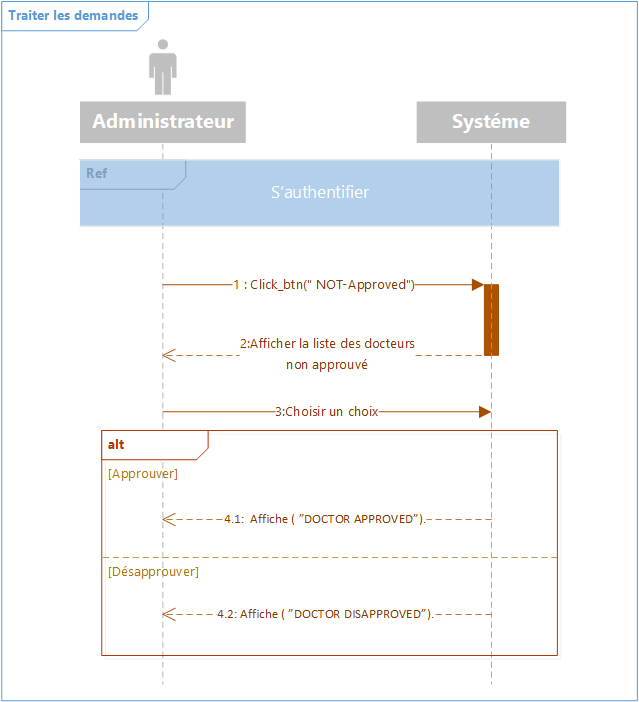 Traiter les demandes
Administrateur
Systéme
Ref
S'authentifier
1 : Click_btn(" NOT-Approved")
2:Afficher la liste des docteurs
non approuvé
3:Choisir un choix
alt
[Approuver]
4.1:  Affiche ( ”DOCTOR APPROVED”).
[Désapprouver]
4.2: Affiche ( ”DOCTOR DISAPPROVED”).